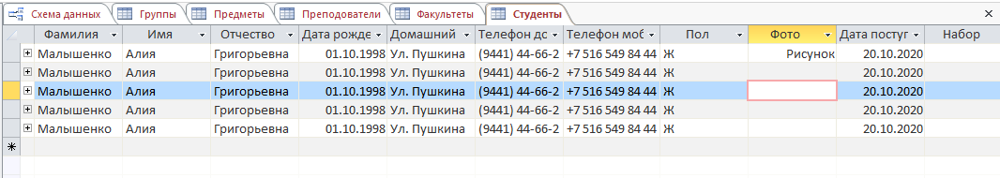 Схема данных Группы Предметы Преподователи Факультеты Студенты
Фамилия Имя Отчество Дата рожде Домашний Телефон дс Телефон моб Пол Фото Дата постуг Набор
Малышенко Алия Григорьевна 01.10.1998 Ул. Пушкина (9441) 44-66-2 +7 516 549 84 44 Ж Рисунок 20.10.2020
Малышенко Алия Григорьевна 01.10.1998 Ул. Пушкина (9441) 44-66-2 +7 516 549 84 44 Ж 20.10.2020
Малышенко Алия Григорьевна 01.10.1998 Ул. Пушкина (9441) 44-66-2 +7 516 549 84 44 Ж 20.10.2020
Малышенко Алия Григорьевна 01.10.1998 Ул. Пушкина (9441) 44-66-2 +7 516 549 84 44 Ж 20.10.2020
Малышенко Алия Григорьевна 01.10.1998 Ул. Пушкина (9441) 44-66-2 +7 516 549 84 44 Ж 20.10.2020